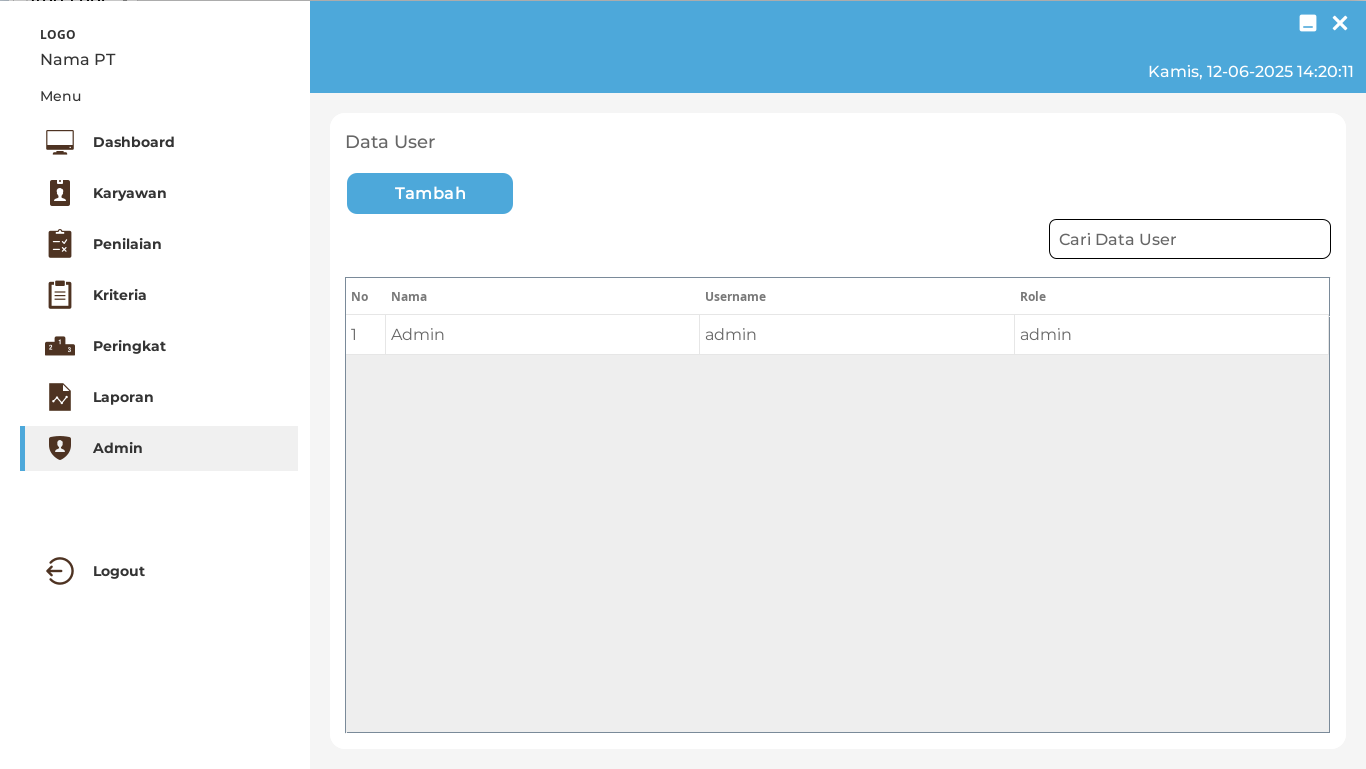 LOGO
Nama PT
Menu
Dashboard
Karyawan
Penilaian
Kriteria
Peringkat
Laporan
Admin
Logout
Kamis, 12-06-2025 14:20:11
Data User
Tambah
Cari Data User
No Nama Username Role
1 Admin admin admin